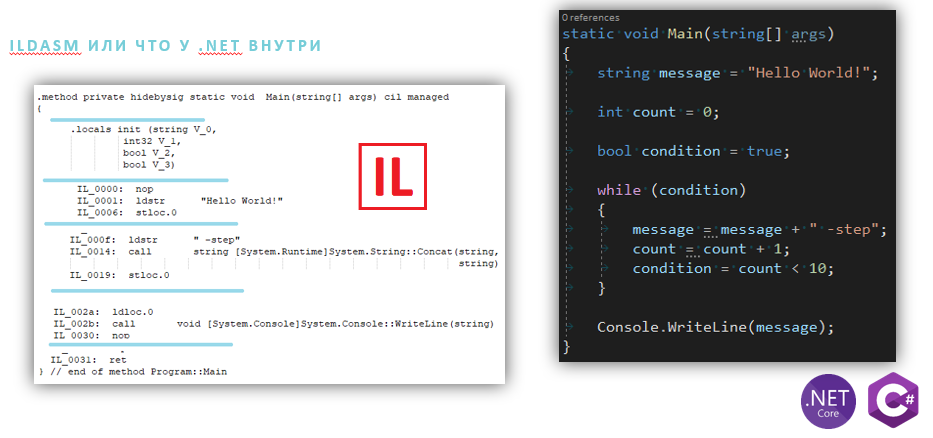 ILDASM ИЛИ ЧТО У .NET ВНУТРИ
.method private hidebysig static void  Main(string[] args) cil managed
{
.locals init (string V_0,
int32 V_1,
bool V_2,
bool V_3)
IL_0000:  nop
IL_0001:  ldstr      "Hello World!"
IL_0006:  stloc.0
IL_000f:  ldstr      " -step"
IL_0014:  call       string [System.Runtime]System.String::Concat(string,
string)
IL_0019:  stloc.0
IL_002a:  ldloc.0
IL_002b:  call       void [System.Console]System.Console::WriteLine(string)
IL_0030:  nop
IL_0031:  ret
} // end of method Program::Main
IL
0 references
static void Main(string[] args)
{
string message = "Hello World!";
int count = 0;
bool condition = true;
while (condition)
{
message = message + " -step";
count = count + 1;
condition = count < 10;
}
Console.WriteLine(message);
}
.NET
Core
C#